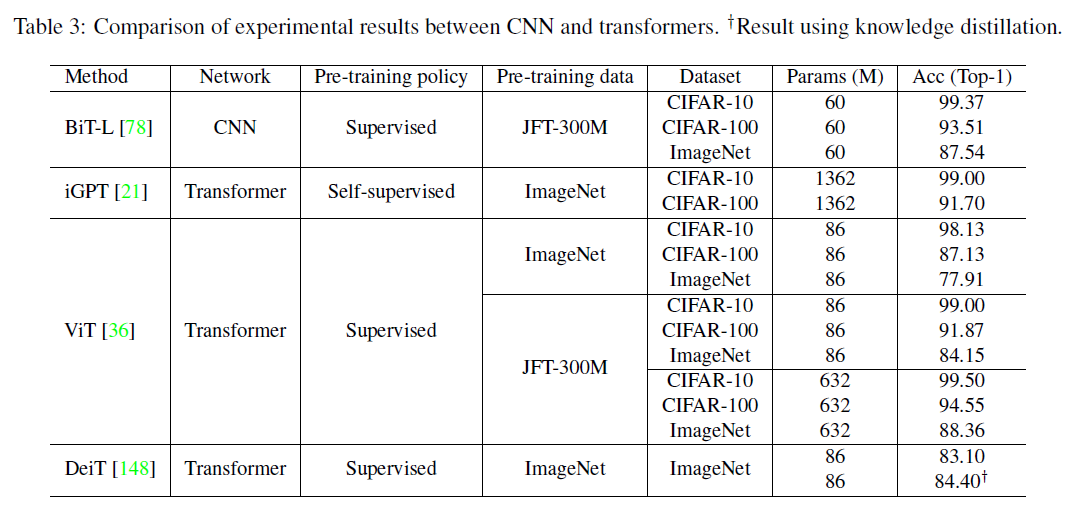 Table 3: Comparison of experimental results between CNN and transformers. †Result using knowledge distillation.
Method Network Pre-training policy Pre-training data Dataset Params (M) Acc (Top-1)
BiT-L [78] CNN Supervised JFT-300M CIFAR-10 60 99.37
CIFAR-100 60 93.51
ImageNet 60 87.54
iGPT [21] Transformer Self-supervised ImageNet CIFAR-10 1362 99.00
CIFAR-100 1362 91.70
ViT [36] Transformer Supervised ImageNet CIFAR-10 86 98.13
CIFAR-100 86 87.13
ImageNet 86 77.91
JFT-300M CIFAR-10 86 99.00
CIFAR-100 86 91.87
ImageNet 86 84.15
CIFAR-10 632 99.50
CIFAR-100 632 94.55
ImageNet 632 88.36
DeiT [148] Transformer Supervised ImageNet ImageNet 86 83.10
86 84.40†